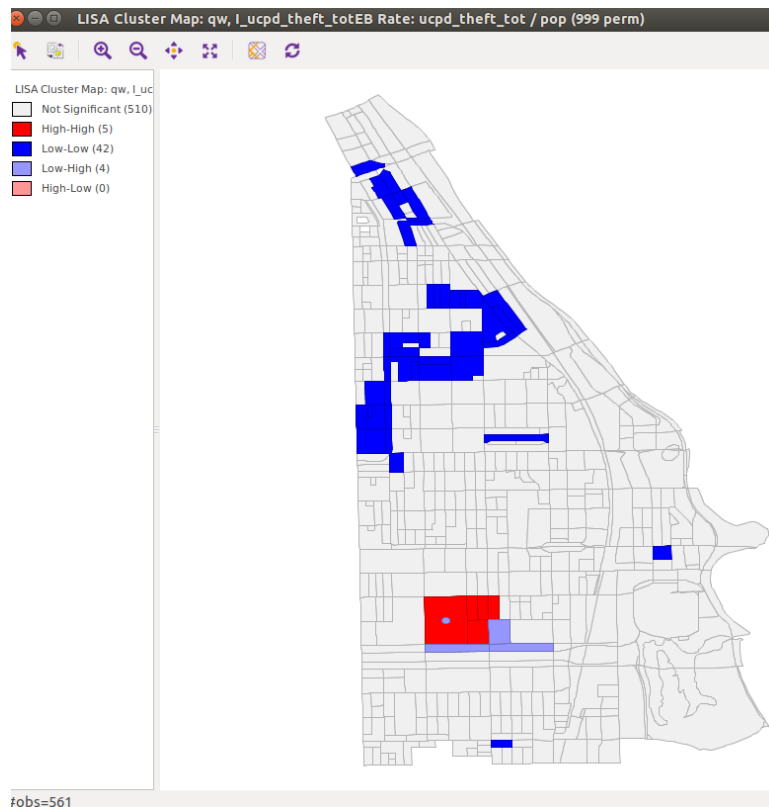 LISA Cluster Map: qw, I_ucpd_theft_totEB Rate: ucpd_theft_tot / pop (999 perm)
LISA Cluster Map: qw, I_uc
Not Significant (510)
High-High (5)
Low-Low (42)
Low-High (4)
High-Low (0)
#obs=561